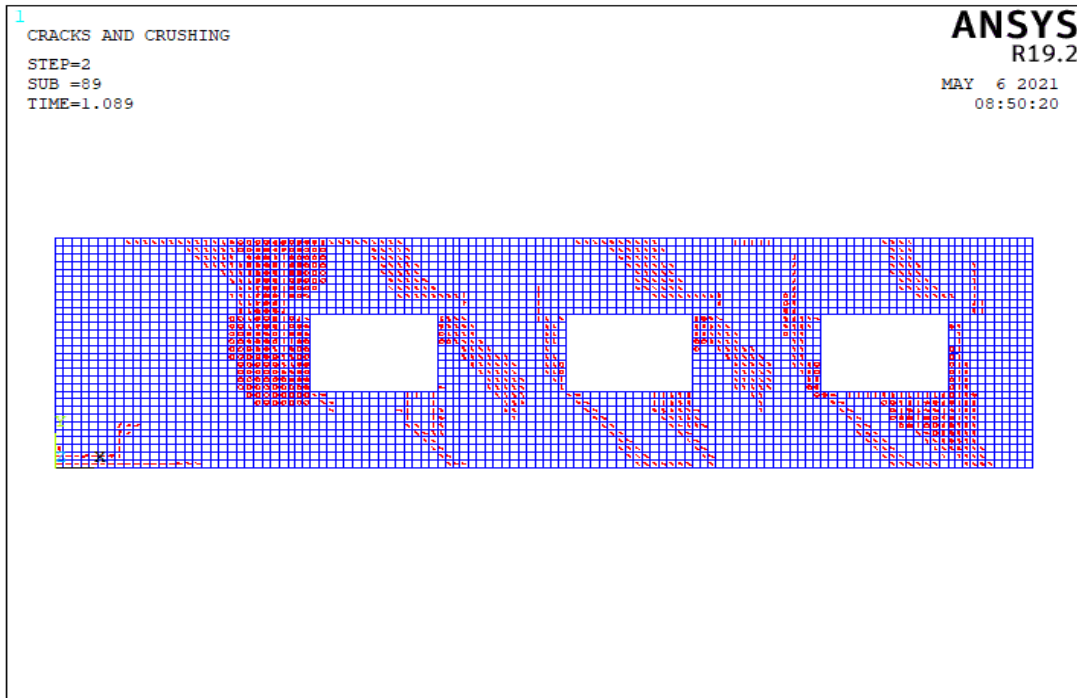 1
CRACKS AND CRUSHING
STEP=2
SUB =89
TIME=1.089
ANSYS
R19.2
MAY 6 2021
08:50:20
Y
X